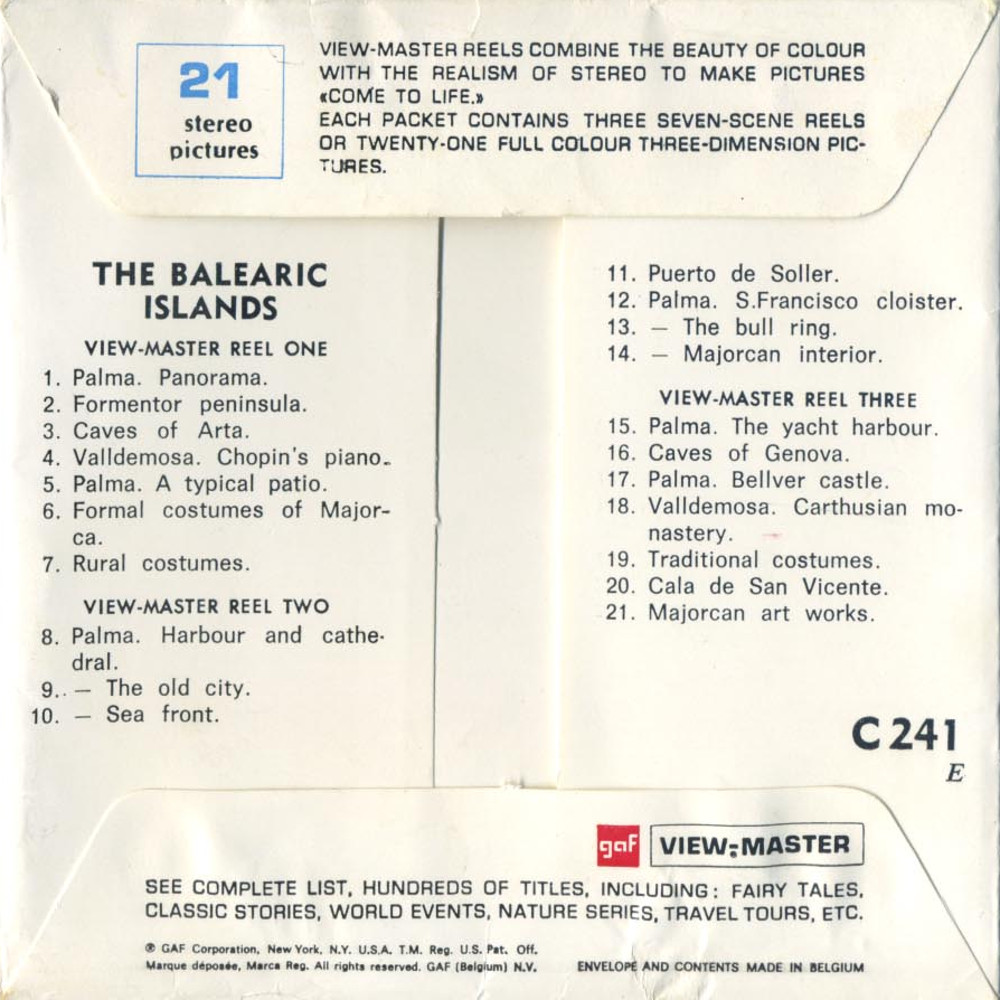 21
stereo
pictures
VIEW-MASTER REELS COMBINE THE BEAUTY OF COLOUR
WITH THE REALISM OF STEREO TO MAKE PICTURES
«COME TO LIFE.»
EACH PACKET CONTAINS THREE SEVEN-SCENE REELS
OR TWENTY-ONE FULL COLOUR THREE-DIMENSION PIC-
TURES.
THE BALEARIC
ISLANDS
VIEW-MASTER REEL ONE
1. Palma. Panorama.
2. Formentor peninsula.
3. Caves of Arta.
4. Valldemosa. Chopin's piano.
5. Palma. A typical patio.
6. Formal costumes of Major-
ca.
7. Rural costumes.
VIEW-MASTER REEL TWO
8. Palma. Harbour and cathe-
dral.
9. — The old city.
10. — Sea front.
11. Puerto de Soller.
12. Palma. S.Francisco cloister.
13. — The bull ring.
14. — Majorcan interior.
VIEW-MASTER REEL THREE
15. Palma. The yacht harbour.
16. Caves of Genova.
17. Palma. Bellver castle.
18. Valldemosa. Carthusian mo-
nastery.
19. Traditional costumes.
20. Cala de San Vicente.
21. Majorcan art works.
C 241
E
gaf VIEW-MASTER
SEE COMPLETE LIST, HUNDREDS OF TITLES, INCLUDING: FAIRY TALES,
CLASSIC STORIES, WORLD EVENTS, NATURE SERIES, TRAVEL TOURS, ETC.
® GAF Corporation, New York, N.Y. U.S.A. T.M. Reg. U.S. Pat. Off.
Marque déposée, Marca Reg. All rights reserved. GAF (Belgium) N.V.
ENVELOPE AND CONTENTS MADE IN BELGIUM